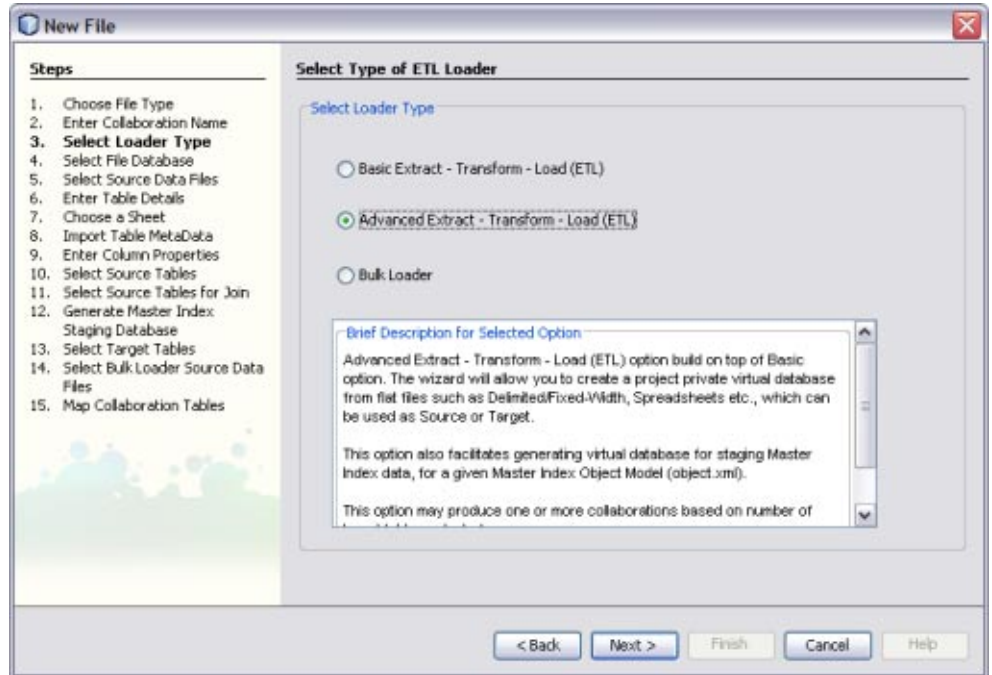 New File
Steps
1. Choose File Type
2. Enter Collaboration Name
3. Select Loader Type
4. Select File Database
5. Select Source Data Files
6. Enter Table Details
7. Choose a Sheet
8. Import Table MetaData
9. Enter Column Properties
10. Select Source Tables
11. Select Source Tables for Join
12. Generate Master Index
Staging Database
13. Select Target Tables
14. Select Bulk Loader Source Data
Files
15. Map Collaboration Tables
Select Type of ETL Loader
Select Loader Type
Basic Extract - Transform - Load (ETL)
Advanced Extract - Transform - Load (ETL)
Bulk Loader
Brief Description for Selected Option
Advanced Extract - Transform - Load (ETL) option build on top of Basic
option. The wizard will allow you to create a project private virtual database
from flat files such as Delimited/Fixed-Width, Spreadsheets etc., which can
be used as Source or Target.
This option also facilitates generating virtual database for staging Master
Index data, for a given Master Index Object Model (object.xml).
This option may produce one or more collaborations based on number of
< Back
Next >
Finish
Cancel
Help